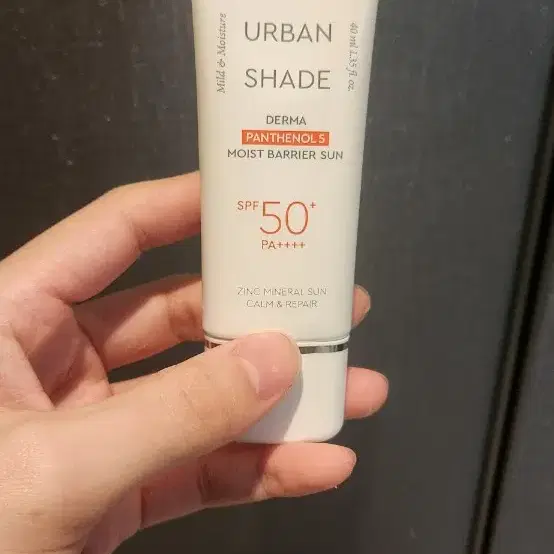 URBAN
SHADE
Mild & Moisture
40 ml / 1.35 fl. oz.
DERMA
PANTHENOL 5
MOIST BARRIER SUN
SPF 50+
PA++++
ZINC MINERAL SUN
CALM & REPAIR